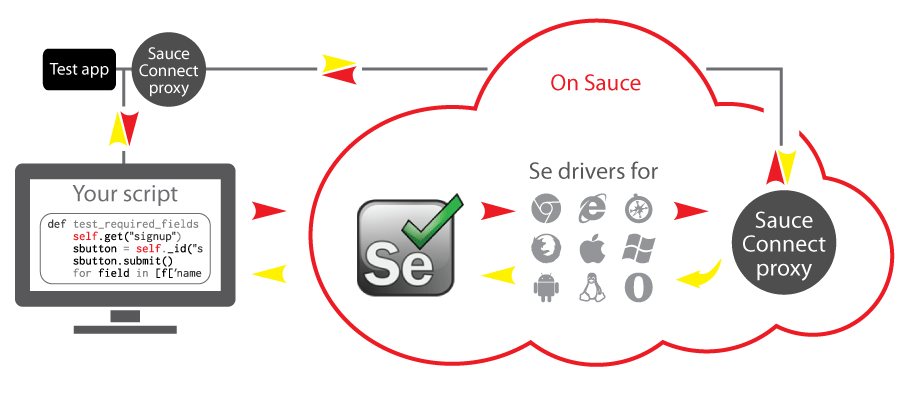 Test app
Sauce
Connect
proxy
On Sauce
Your script
def test_required_fields
self.get("signup")
sbutton = self._id("s
sbutton.submit()
for field in [f['name
Se
Se drivers for
Sauce
Connect
proxy